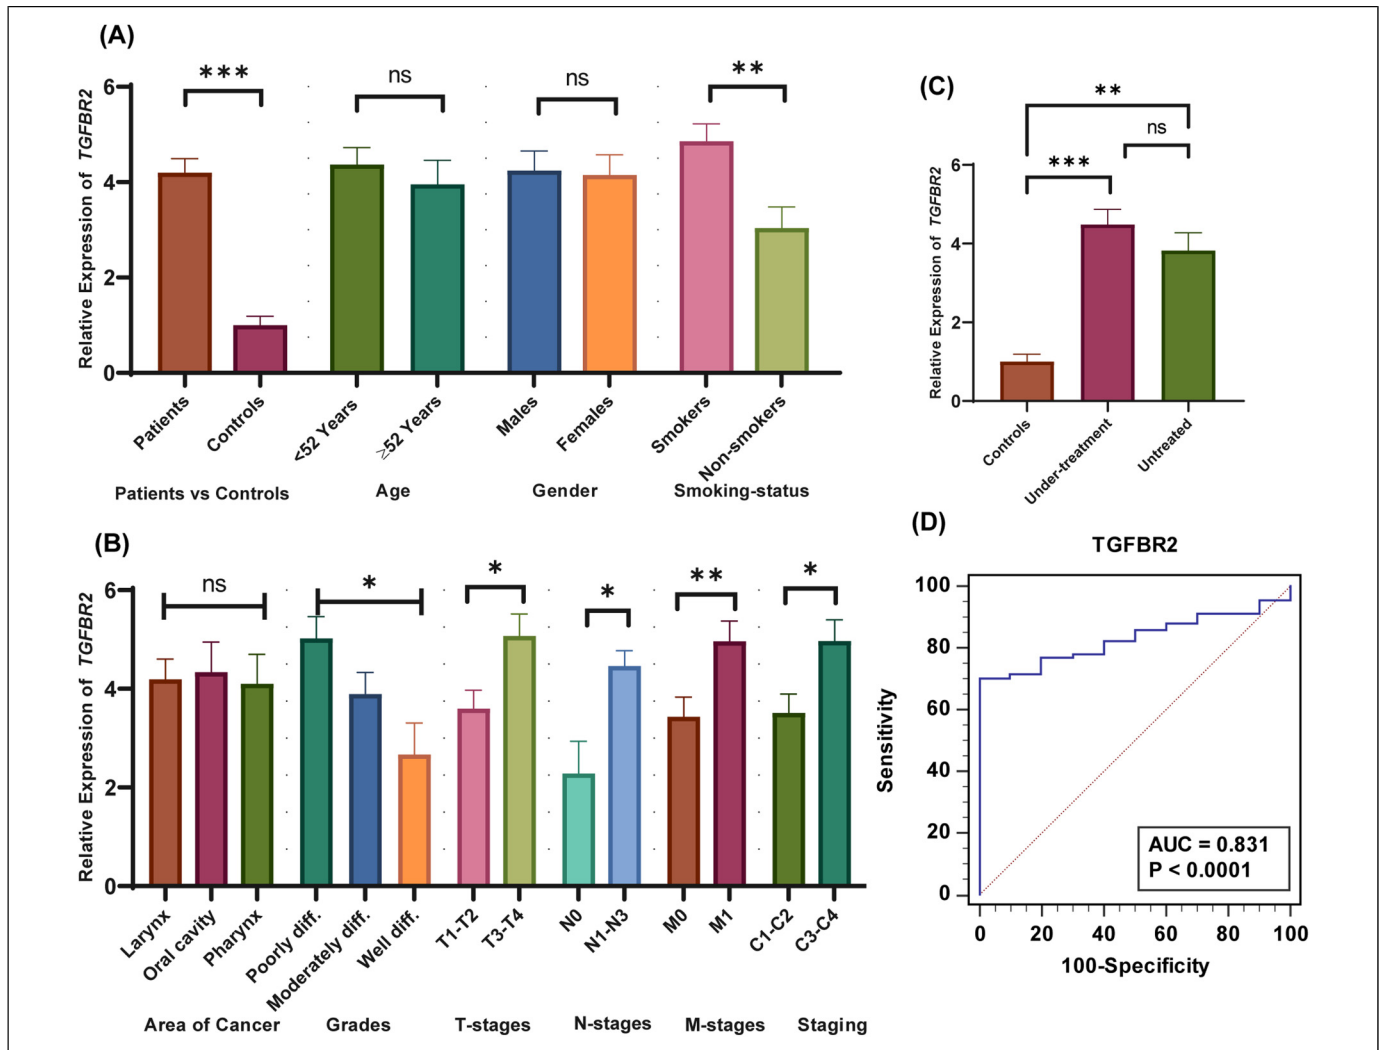 (A)
***
ns
ns
**
Relative Expression of TGFBR2
6
4
2
0
Patients
Controls
<52 Years
≥52 Years
Males
Females
Smokers
Non-smokers
Patients vs Controls
Age
Gender
Smoking-status
(C)
**
ns
***
Relative Expression of TGFBR2
6
4
2
0
Controls
Under-treatment
Untreated
(B)
ns
*
*
*
**
*
Relative Expression of TGFBR2
6
4
2
0
Larynx
Oral cavity
Pharynx
Poorly diff.
Moderately diff.
Well diff.
T1-T2
T3-T4
N0
N1-N3
M0
M1
C1-C2
C3-C4
Area of Cancer
Grades
T-stages
N-stages
M-stages
Staging
(D)
TGFBR2
Sensitivity
100
80
60
40
20
0
AUC = 0.831
P < 0.0001
0
20
40
60
80
100
100-Specificity